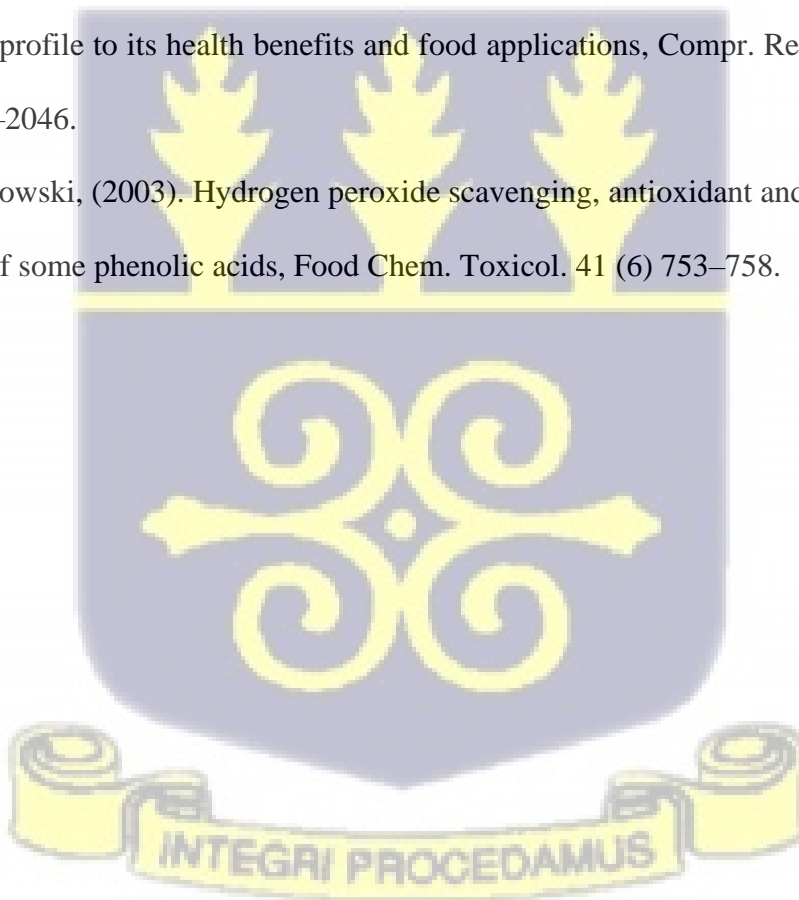 profile to its health benefits and food applications, Compr. Re
–2046.
owski, (2003). Hydrogen peroxide scavenging, antioxidant and
f some phenolic acids, Food Chem. Toxicol. 41 (6) 753–758.
INTEGRI PROCEDAMUS